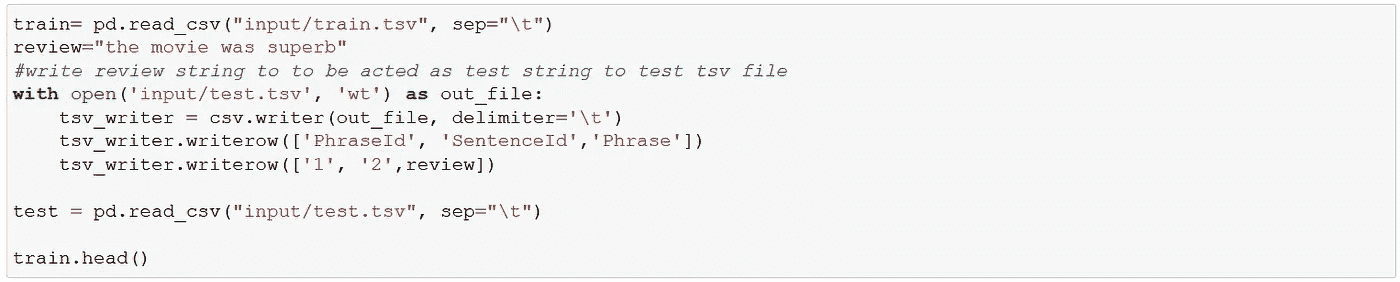 train= pd.read_csv("input/train.tsv", sep="\t")
review="the movie was superb"
#write review string to to be acted as test string to test tsv file
with open('input/test.tsv', 'wt') as out_file:
    tsv_writer = csv.writer(out_file, delimiter='\t')
    tsv_writer.writerow(['PhraseId', 'SentenceId','Phrase'])
    tsv_writer.writerow(['1', '2',review])
test = pd.read_csv("input/test.tsv", sep="\t")
train.head()